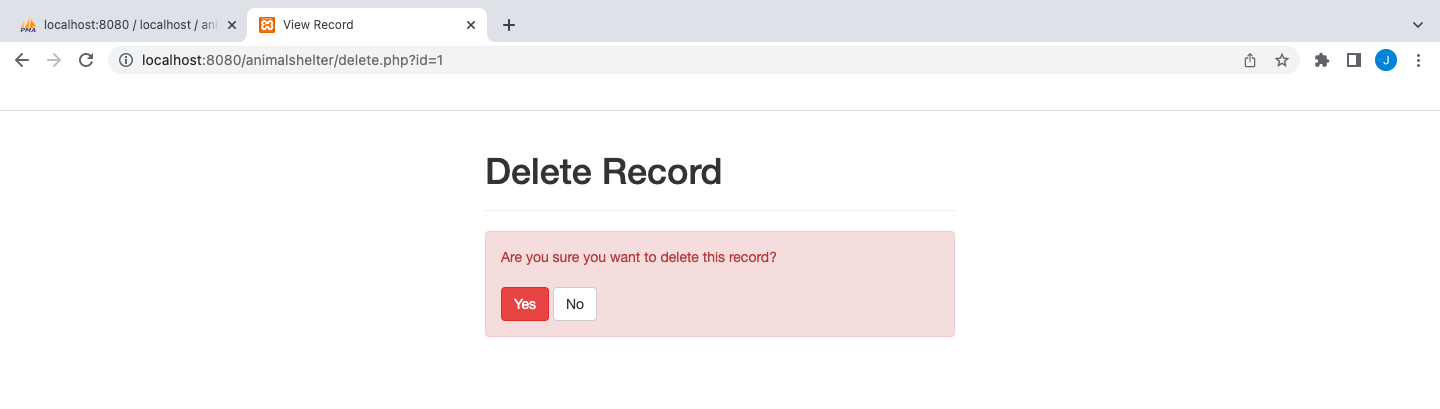 localhost:8080 / localhost / ani
View Record
localhost:8080/animalshelter/delete.php?id=1
J
Delete Record
Are you sure you want to delete this record?
Yes No